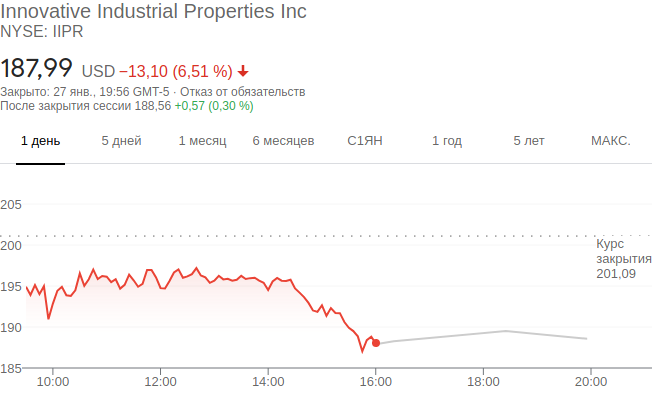 Innovative Industrial Properties Inc
NYSE: IIPR
187,99 USD −13,10 (6,51 %)
Закрыто: 27 янв., 19:56 GMT-5 · Отказ от обязательств
После закрытия сессии 188,56 +0,57 (0,30 %)
1 день 5 дней 1 месяц 6 месяцев С1ЯН 1 год 5 лет МАКС.
205
200
Курс
закрытия
201,09
195
190
185
10:00 12:00 14:00 16:00 18:00 20:00